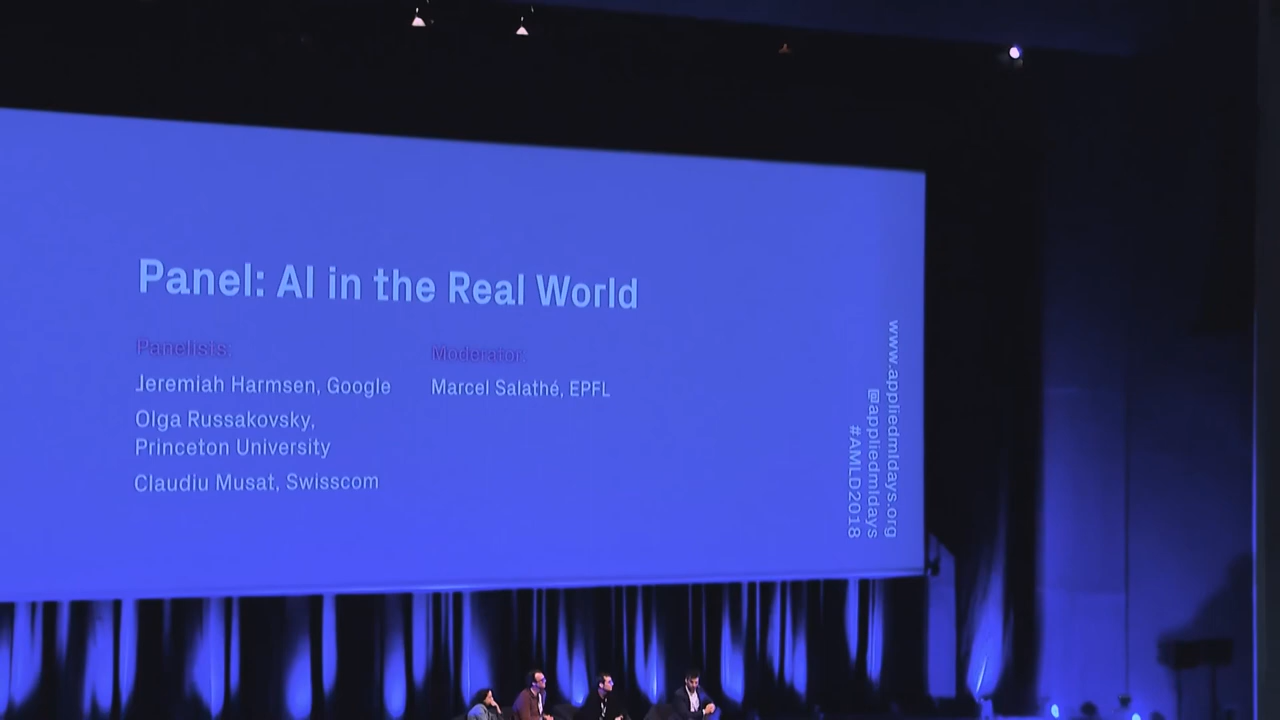 Panel: AI in the Real World
Panelists:
Jeremiah Harmsen, Google
Olga Russakovsky,
Princeton University
Claudiu Musat, Swisscom
Moderator:
Marcel Salathé, EPFL
www.appliedmldays.org
@appliedmldays
#AMLD2018